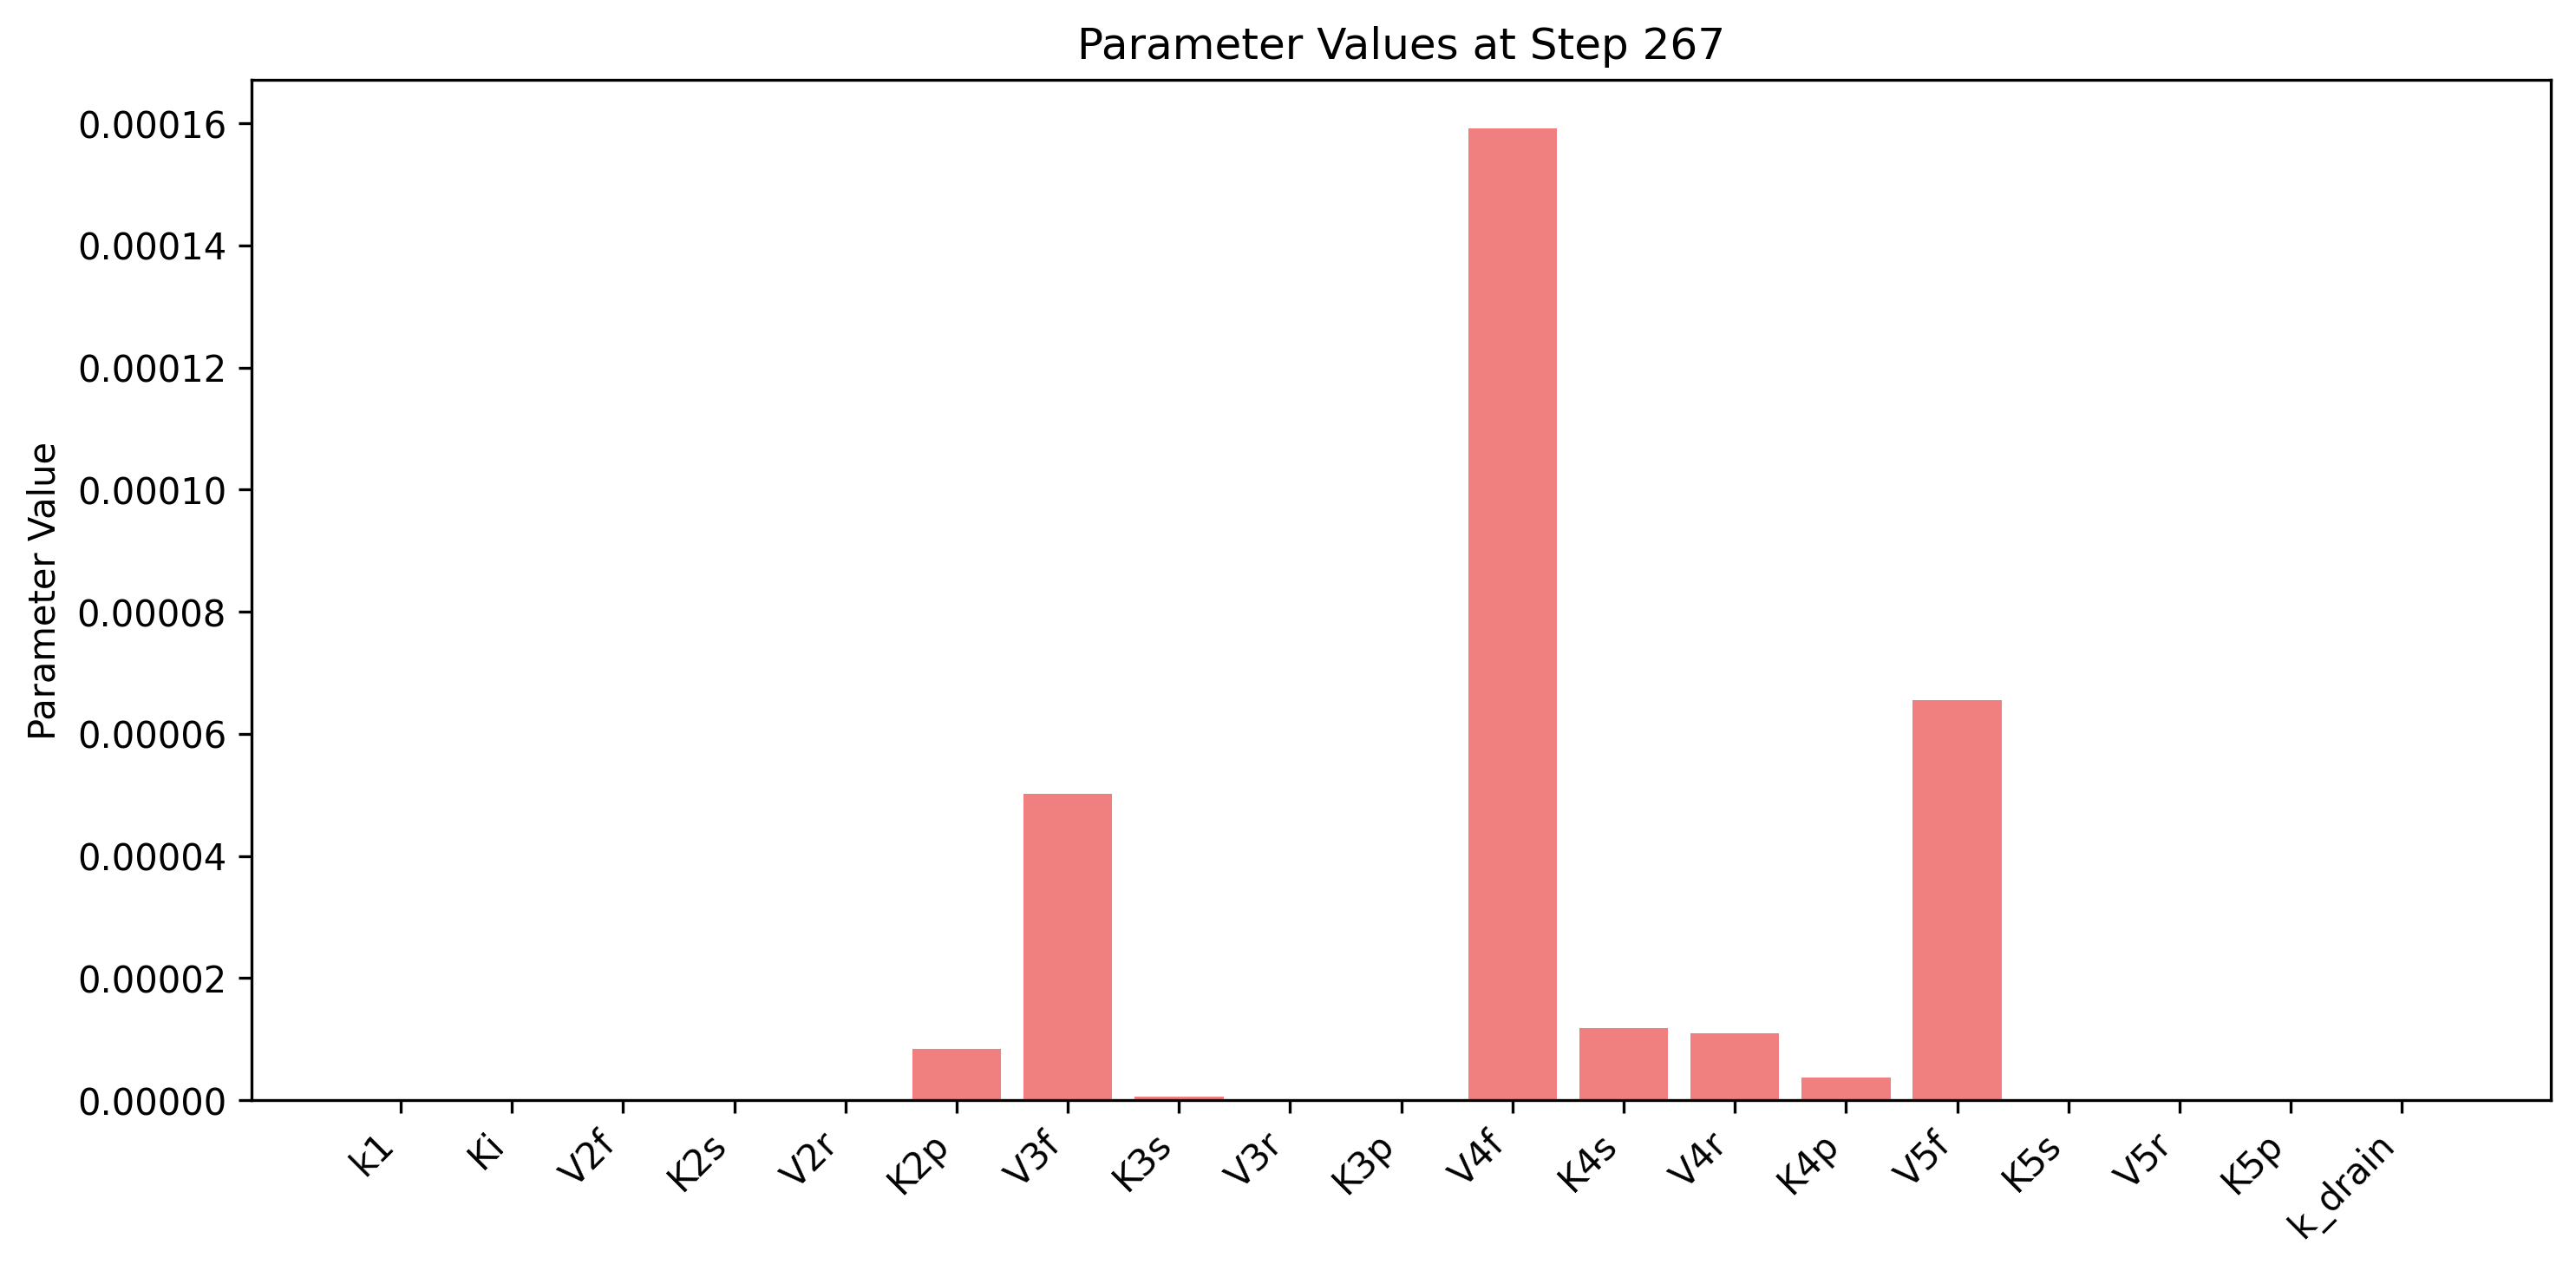 Parameter Values at Step 267
Parameter Value
0.00016
0.00014
0.00012
0.00010
0.00008
0.00006
0.00004
0.00002
0.00000
k1
Ki
V2f
K2s
V2r
K2p
V3f
K3s
V3r
K3p
V4f
K4s
V4r
K4p
V5f
K5s
V5r
K5p
k_drain